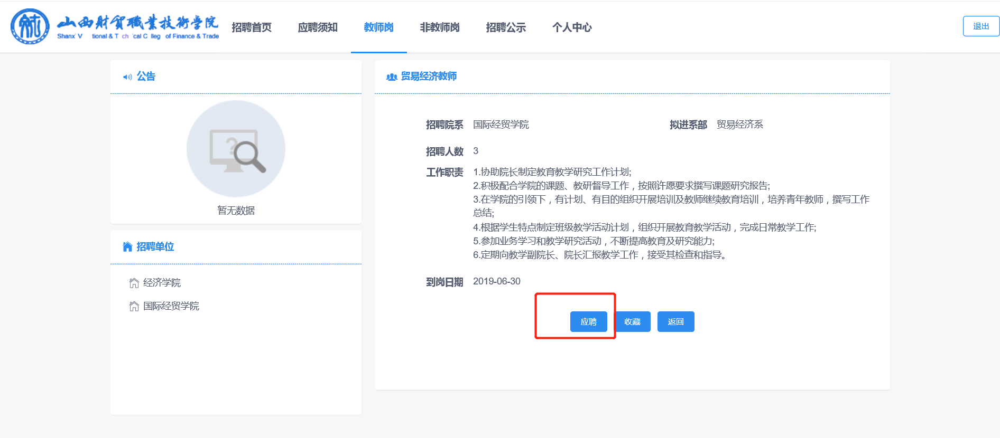 山西财贸職業技術学院
Shanx V tional & T ch cal C lleg of Finance & Trade
招聘首页 应聘须知 教师岗 非教师岗 招聘公示 个人中心
退出
公告
暂无数据
招聘单位
经济学院
国际经贸学院
贸易经济教师
招聘院系 国际经贸学院 拟进系部 贸易经济系
招聘人数 3
工作职责 1.协助院长制定教育教学研究工作计划;
2.积极配合学院的课题、教研督导工作，按照许愿要求撰写课题研究报告;
3.在学院的引领下，有计划、有目的组织开展培训及教师继续教育培训，培养青年教师，撰写工作
总结;
4.根据学生特点制定班级教学活动计划，组织开展教育教学活动，完成日常教学工作;
5.参加业务学习和教学研究活动，不断提高教育及研究能力;
6.定期向教学副院长、院长汇报教学工作，接受其检查和指导。
到岗日期 2019-06-30
应聘 收藏 返回